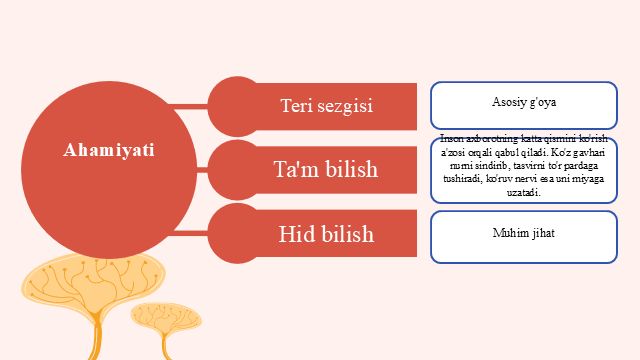 Ahamiyati
Teri sezgisi
Ta'm bilish
Hid bilish
Asosiy g'oya
Inson axborotning katta qismini ko'rish
a'zosi orqali qabul qiladi. Ko'z gavhari
nurni sindirib, tasvirni to'r pardaga
tushiradi, ko'ruv nervi esa uni miyaga
uzatadi.
Muhim jihat